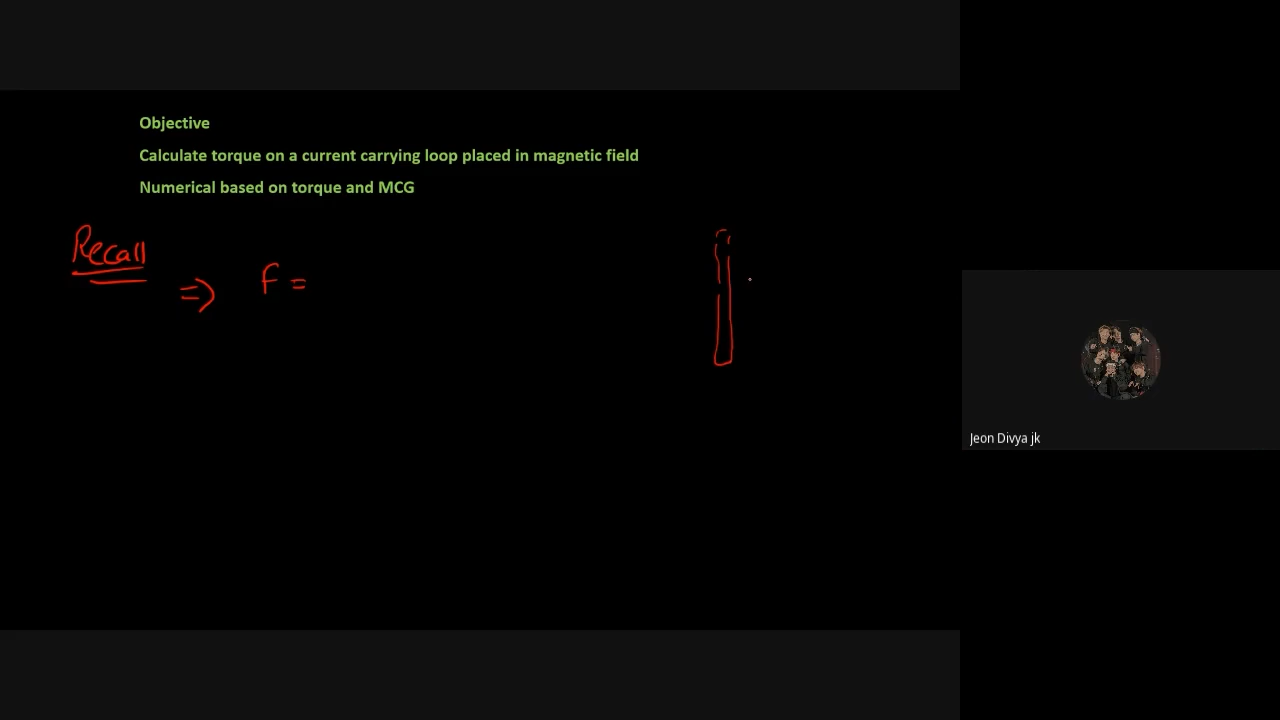 Objective
Calculate torque on a current carrying loop placed in magnetic field
Numerical based on torque and MCG
Recall
⇒ F =
Jeon Divya jk